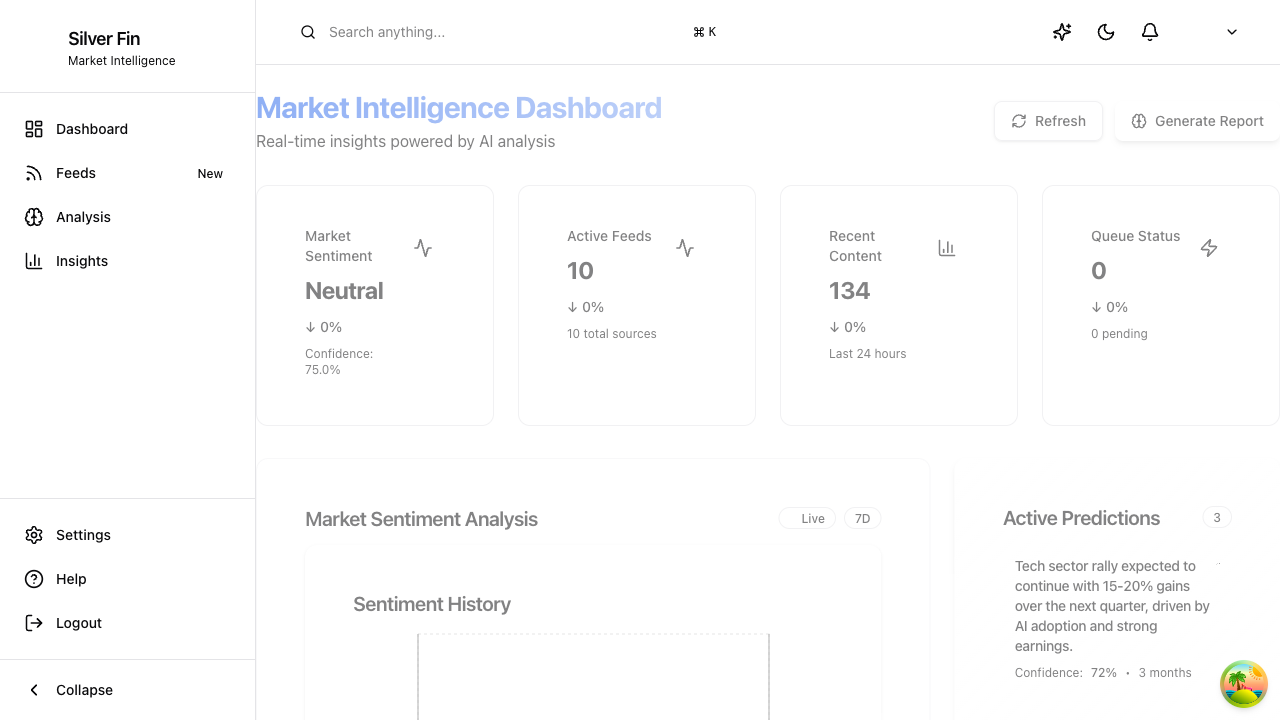 Silver Fin
Market Intelligence
Dashboard
Feeds
New
Analysis
Insights
Settings
Help
Logout
Collapse
Search anything...
⌘ K
Market Intelligence Dashboard
Real-time insights powered by AI analysis
Refresh
Generate Report
Market
Sentiment
Neutral
↓ 0%
Confidence:
75.0%
Active Feeds
10
↓ 0%
10 total sources
Recent
Content
134
↓ 0%
Last 24 hours
Queue Status
0
↓ 0%
0 pending
Market Sentiment Analysis
Live
7D
Sentiment History
Active Predictions
3
Tech sector rally expected to
continue with 15-20% gains
over the next quarter, driven by
AI adoption and strong
earnings.
Confidence: 72% • 3 months